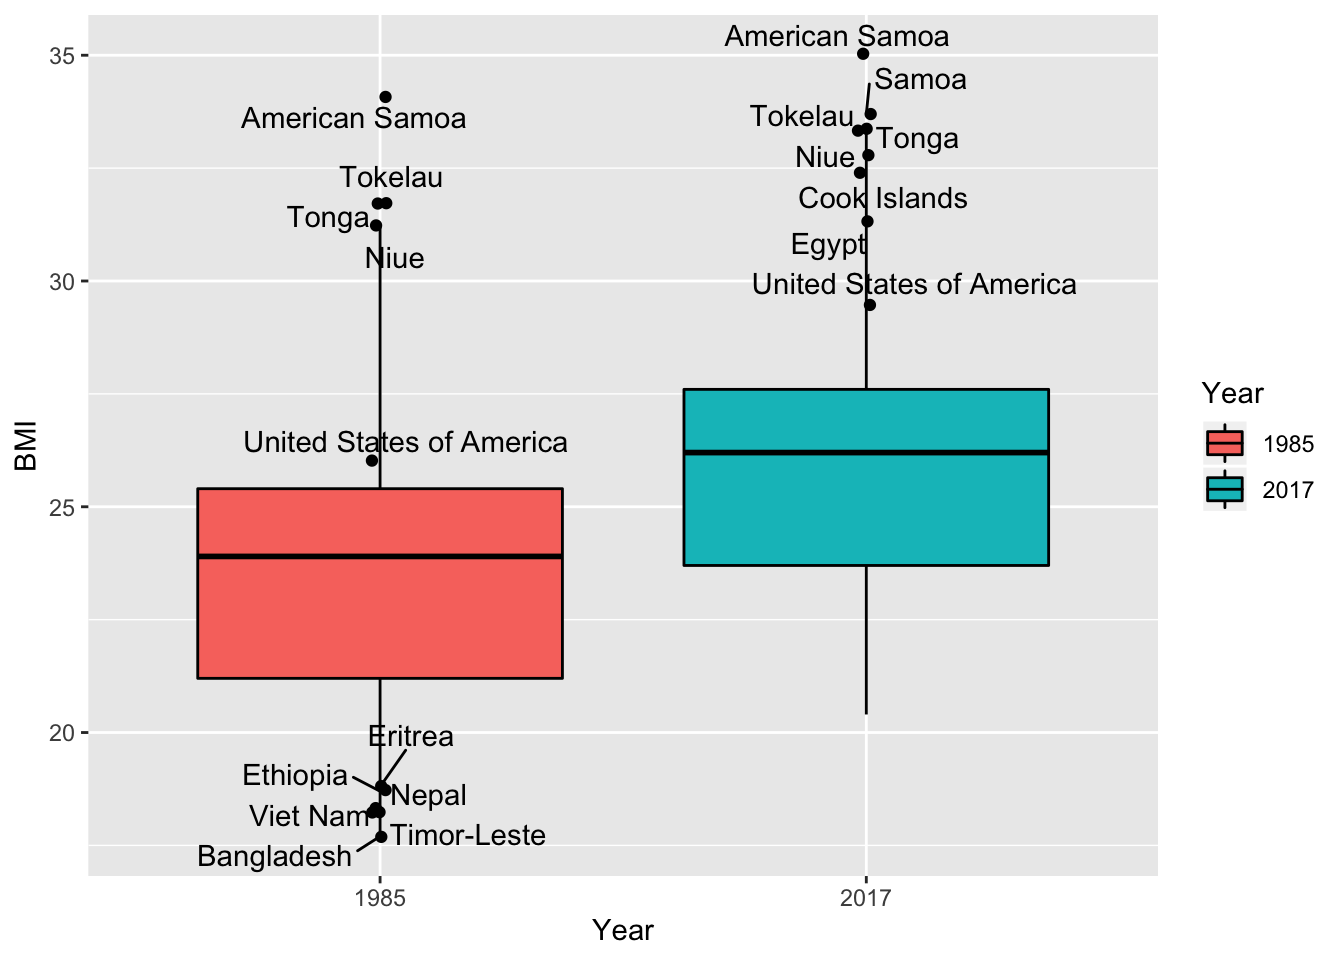 American Samoa
35
Samoa
American Samoa
Tokelau
Tonga
Niue
Tokelau
Cook Islands
Tonga
Egypt
Niue
30
United States of America
United States of America
BMI
25
Year
1985
2017
20
Eritrea
Ethiopia
Nepal
Viet Nam
Timor-Leste
Bangladesh
1985
2017
Year